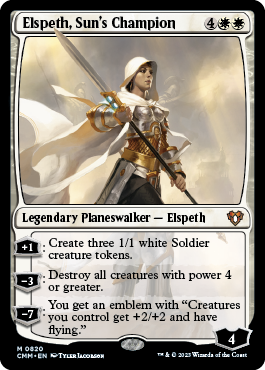 Elspeth, Sun's Champion 4
Legendary Planeswalker — Elspeth
+1: Create three 1/1 white Soldier
creature tokens.
−3: Destroy all creatures with power 4
or greater.
−7: You get an emblem with “Creatures
you control get +2/+2 and have
flying.”
4
M 0820
CMM • EN TYLER JACOBSON ™ & © 2023 Wizards of the Coast